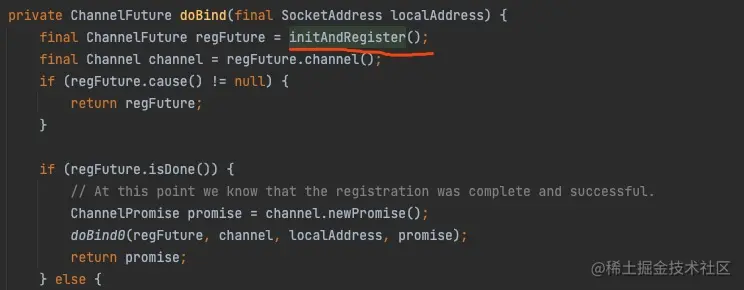 private ChannelFuture doBind(final SocketAddress localAddress) {
    final ChannelFuture regFuture = initAndRegister();
    final Channel channel = regFuture.channel();
    if (regFuture.cause() != null) {
        return regFuture;
    }

    if (regFuture.isDone()) {
        // At this point we know that the registration was complete and successful.
        ChannelPromise promise = channel.newPromise();
        doBind0(regFuture, channel, localAddress, promise);
        return promise;
    } else {
@稀土掘金技术社区